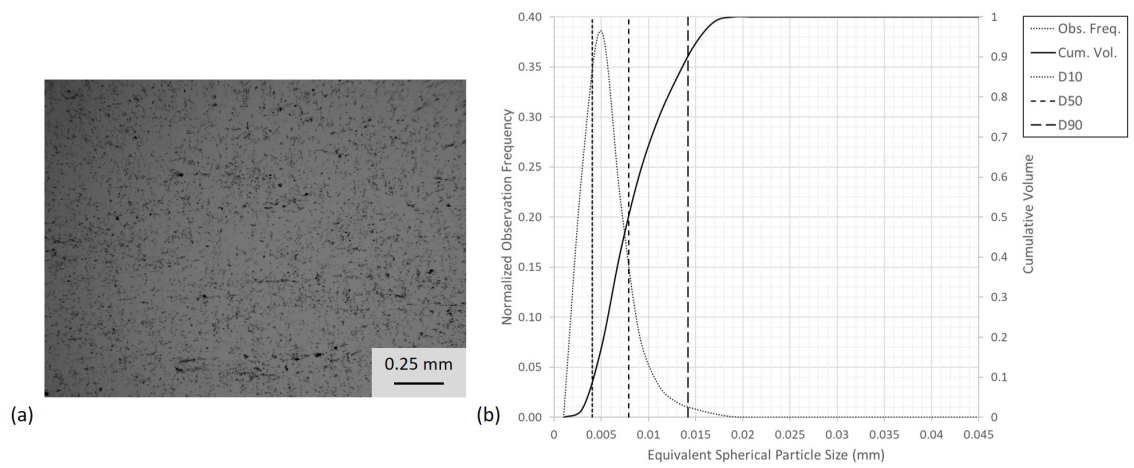 (a)
0.25 mm
(b)
Normalized Observation Frequency
0.40
0.35
0.30
0.25
0.20
0.15
0.10
0.05
0.00
0
0.005
0.01
0.015
0.02
0.025
0.03
0.035
0.04
0.045
Equivalent Spherical Particle Size (mm)
1
0.9
0.8
0.7
0.6
0.5
0.4
0.3
0.2
0.1
0
Cumulative Volume
Obs. Freq.
Cum. Vol.
D10
D50
D90